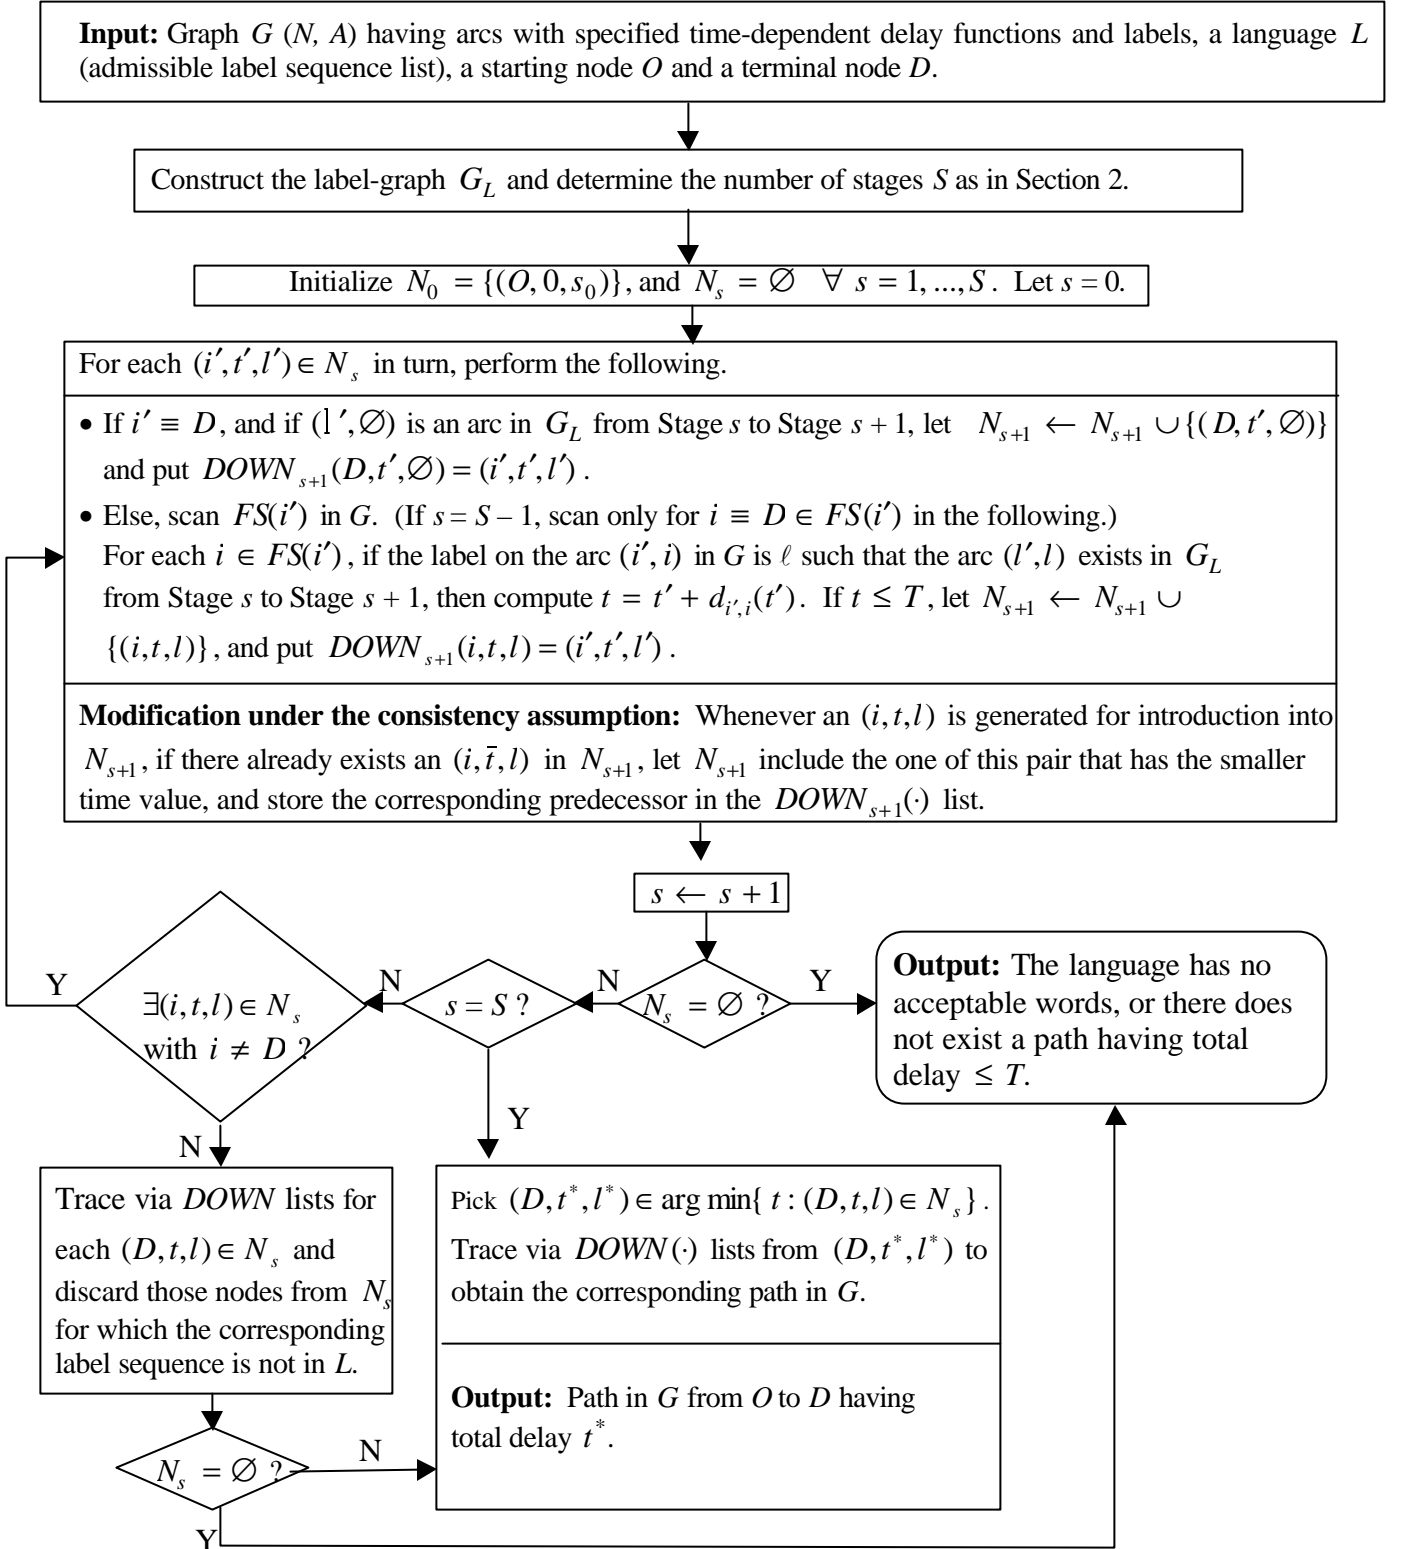 Input: Graph G (N, A) having arcs with specified time-dependent delay functions and labels, a language L
(admissible label sequence list), a starting node O and a terminal node D.
Construct the label-graph G_L and determine the number of stages S as in Section 2.
Initialize N_0 = {(O, 0, s_0)}, and N_s = ∅ ∀ s = 1, ..., S. Let s = 0.
For each (i′, t′, l′) ∈ N_s in turn, perform the following.
• If i′ ≡ D, and if (l′, ∅) is an arc in G_L from Stage s to Stage s + 1, let N_{s+1} ← N_{s+1} ∪ {(D, t′, ∅)}
and put DOWN_{s+1}(D, t′, ∅) = (i′, t′, l′).
• Else, scan FS(i′) in G. (If s = S – 1, scan only for i ≡ D ∈ FS(i′) in the following.)
For each i ∈ FS(i′), if the label on the arc (i′, i) in G is ℓ such that the arc (l′, l) exists in G_L
from Stage s to Stage s + 1, then compute t = t′ + d_{i′,i}(t′). If t ≤ T, let N_{s+1} ← N_{s+1} ∪
{(i, t, l)}, and put DOWN_{s+1}(i, t, l) = (i′, t′, l′).
Modification under the consistency assumption: Whenever an (i, t, l) is generated for introduction into
N_{s+1}, if there already exists an (i, t̄, l) in N_{s+1}, let N_{s+1} include the one of this pair that has the smaller
time value, and store the corresponding predecessor in the DOWN_{s+1}(·) list.
s ← s + 1
N_s = ∅ ?
Y
N
s = S ?
N
Y
∃(i, t, l) ∈ N_s
with i ≠ D ?
Y
N
Output: The language has no
acceptable words, or there does
not exist a path having total
delay ≤ T.
Trace via DOWN lists for
each (D, t, l) ∈ N_s and
discard those nodes from N_s
for which the corresponding
label sequence is not in L.
N_s = ∅ ?
N
Y
Pick (D, t*, l*) ∈ arg min{ t : (D, t, l) ∈ N_s }.
Trace via DOWN(·) lists from (D, t*, l*) to
obtain the corresponding path in G.
Output: Path in G from O to D having
total delay t*.